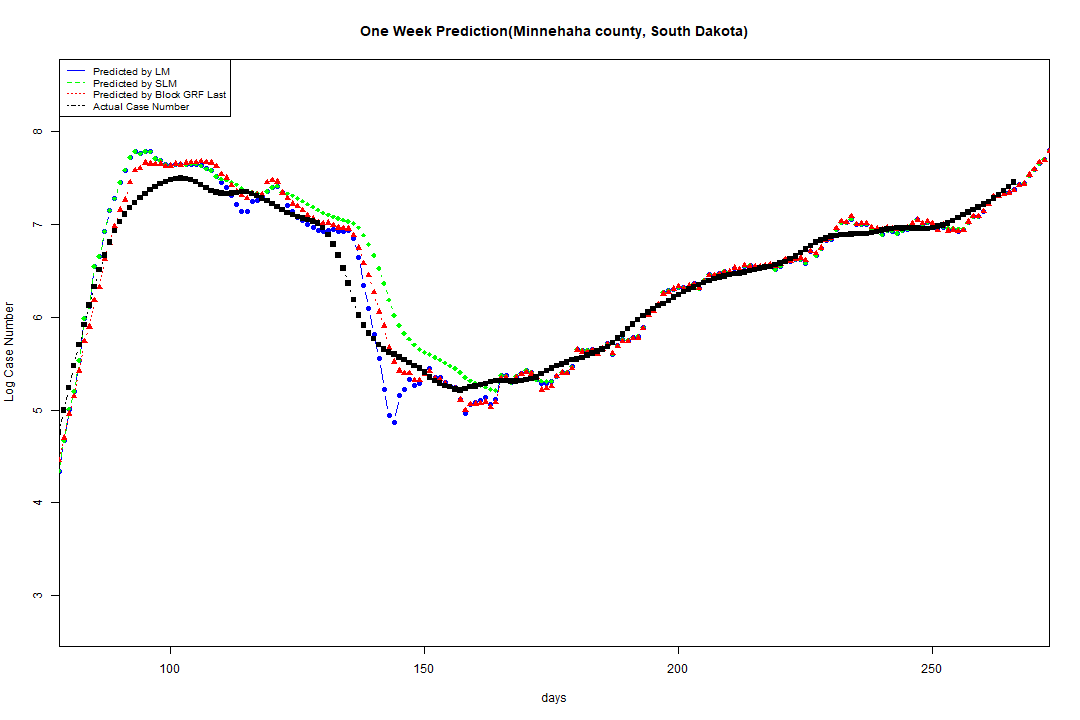 One Week Prediction(Minnehaha county, South Dakota)
Predicted by LM
Predicted by SLM
Predicted by Block GRF Last
Actual Case Number
8
7
6
5
4
3
Log Case Number
100 150 200 250
days